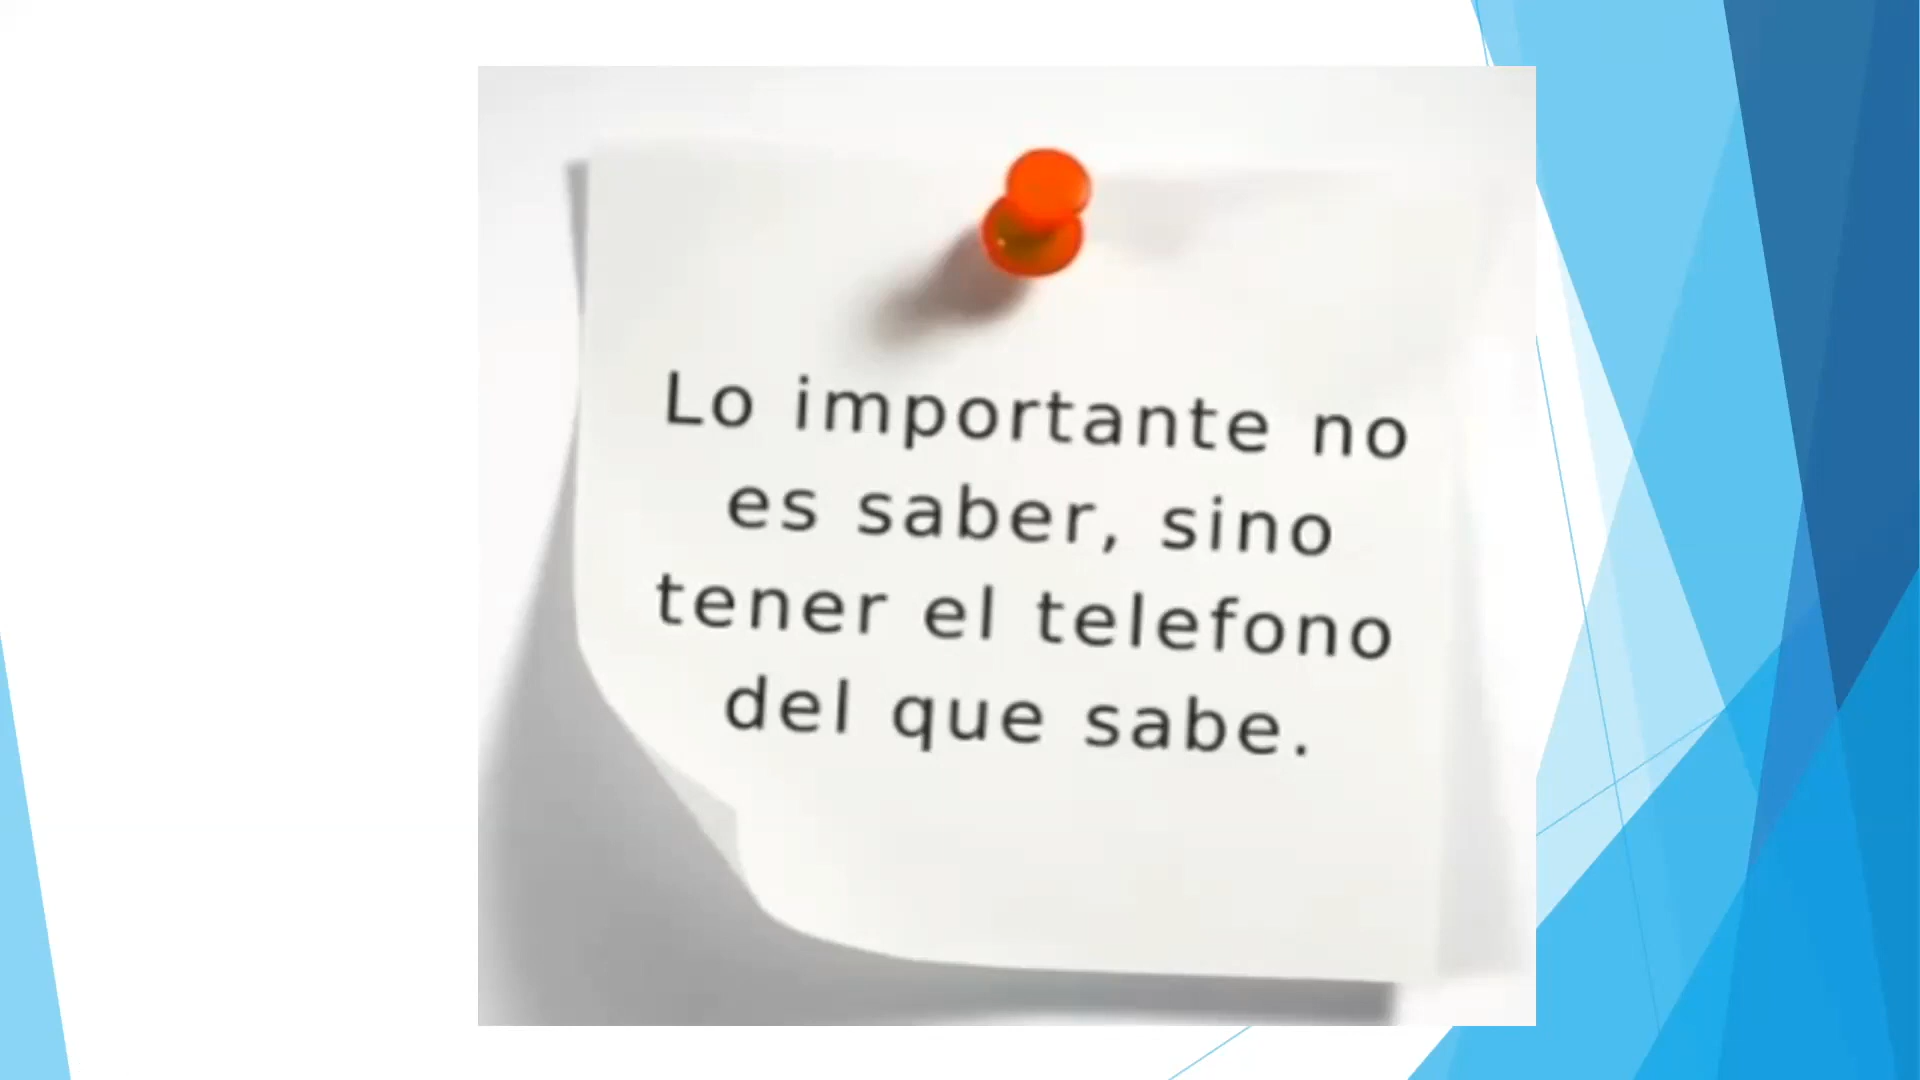 Lo importante no
es saber, sino
tener el telefono
del que sabe.